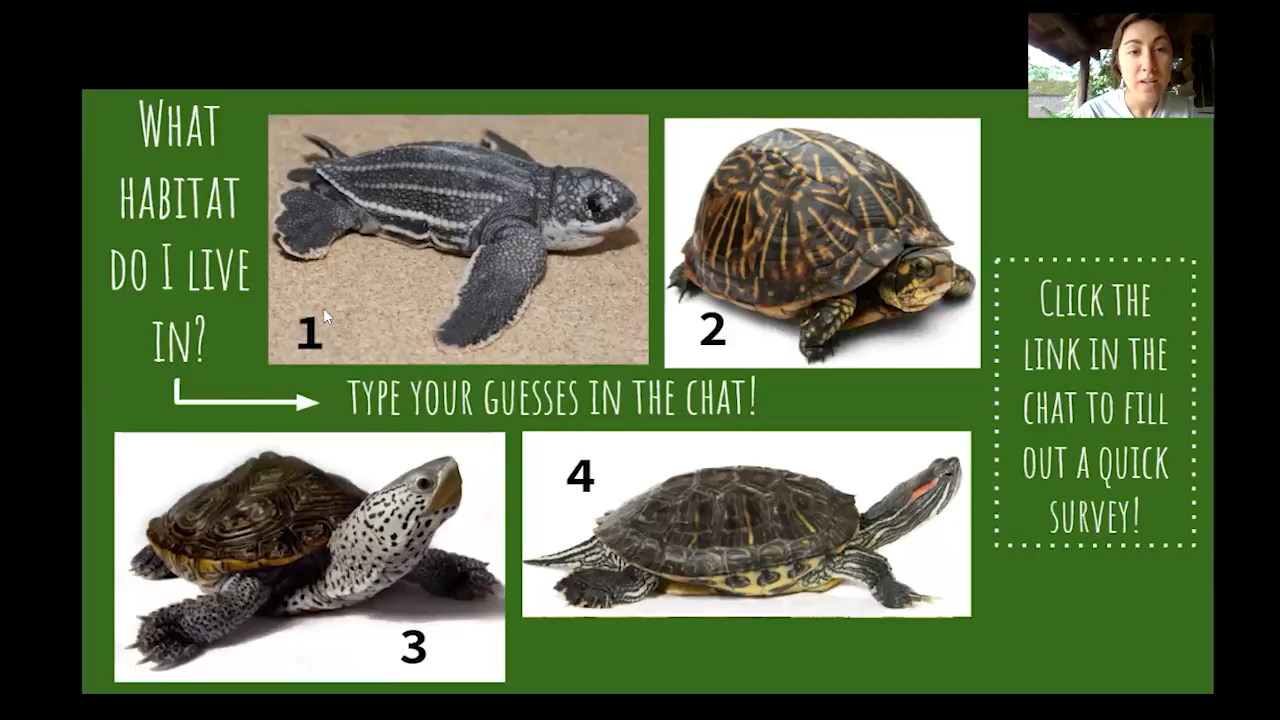 WHAT
HABITAT
DO I LIVE
IN?
1
2
TYPE YOUR GUESSES IN THE CHAT!
3
4
CLICK THE
LINK IN THE
CHAT TO FILL
OUT A QUICK
SURVEY!